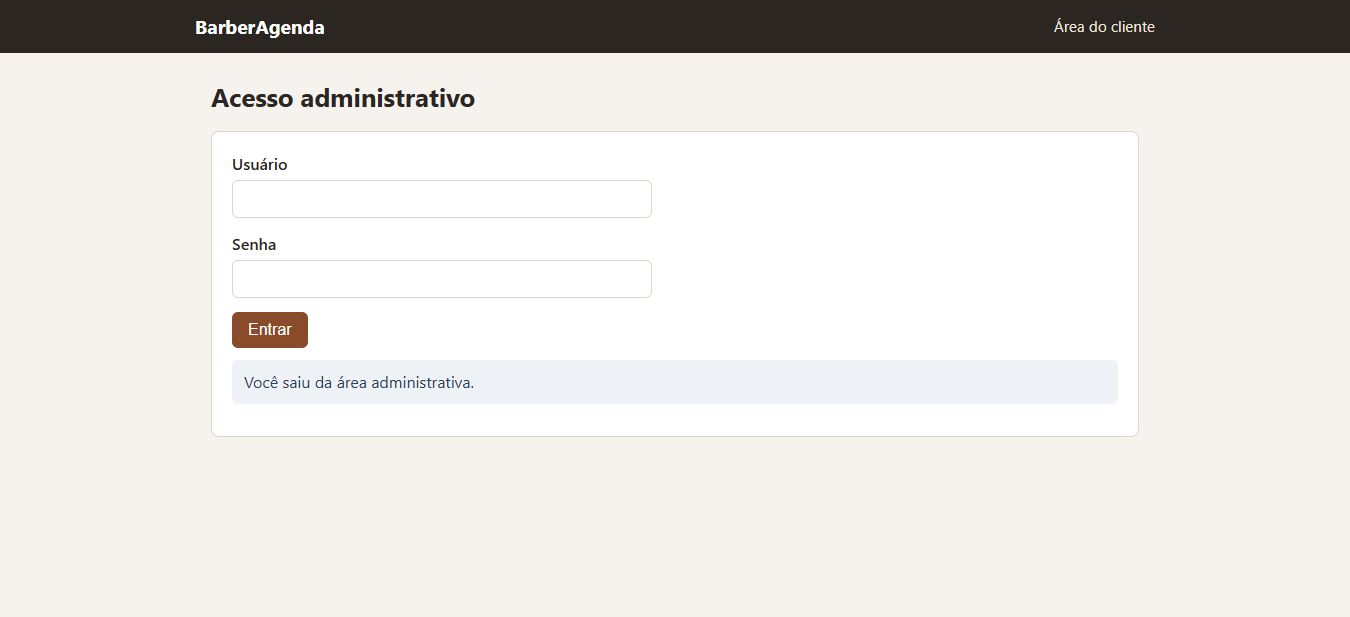 BarberAgenda
Área do cliente
Acesso administrativo
Usuário
Senha
Entrar
Você saiu da área administrativa.